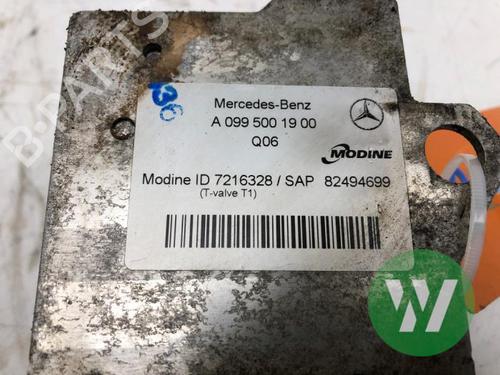 B-PARTS
Mercedes-Benz
A 099 500 19 00
Q06
MODINE
Modine ID 7216328 / SAP 82494699
(T-valve T1)
W